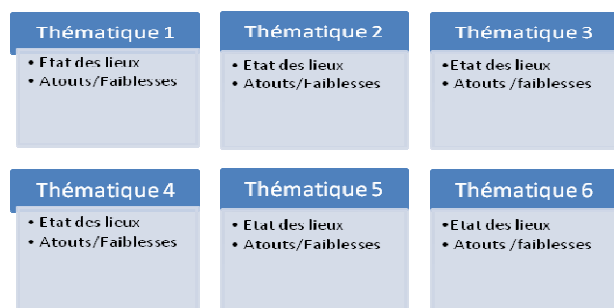 Thématique 1
• Etat des lieux
• Atouts/Faiblesses
Thématique 2
• Etat des lieux
• Atouts/Faiblesses
Thématique 3
•Etat des lieux
• Atouts /faiblesses
Thématique 4
• Etat des lieux
• Atouts/Faiblesses
Thématique 5
• Etat des lieux
• Atouts/Faiblesses
Thématique 6
•Etat des lieux
• Atouts /faiblesses